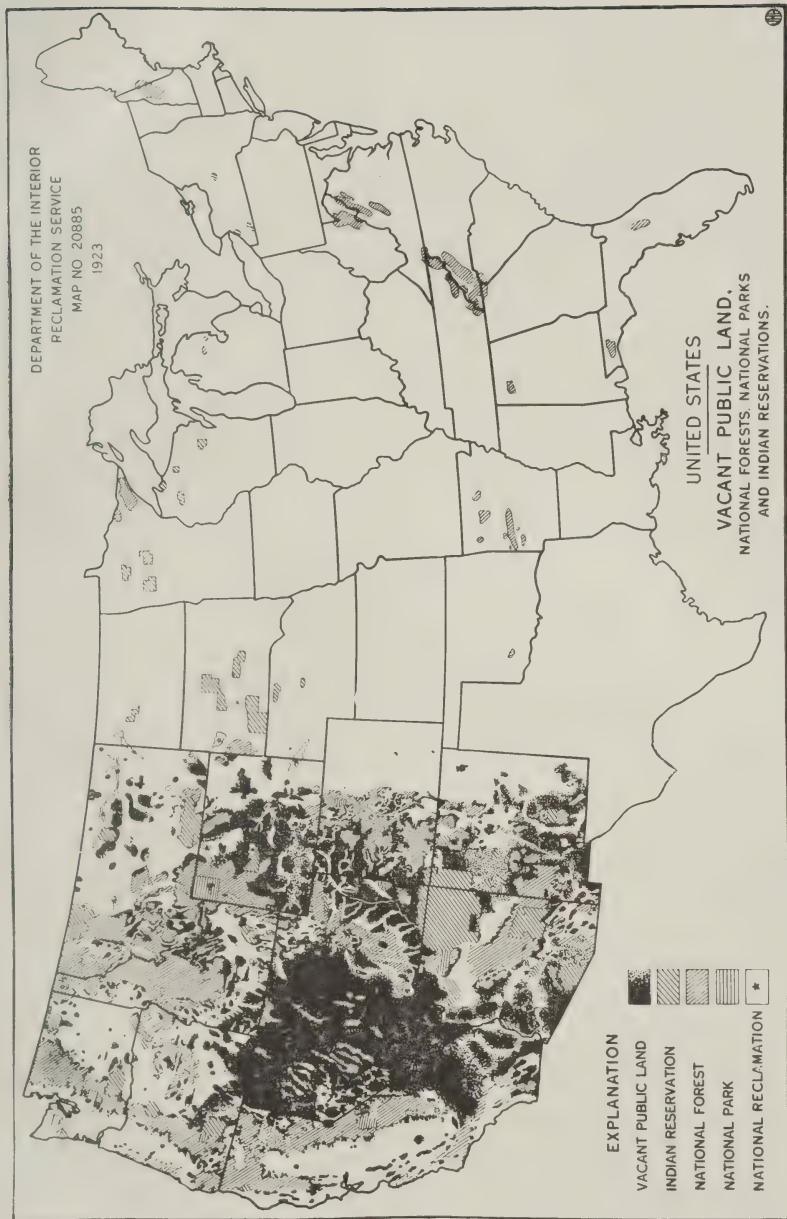 DEPARTMENT OF THE INTERIOR
RECLAMATION SERVICE
MAP NO 20885
1923
UNITED STATES
VACANT PUBLIC LAND,
NATIONAL FORESTS, NATIONAL PARKS
AND INDIAN RESERVATIONS.
EXPLANATION
VACANT PUBLIC LAND
INDIAN RESERVATION
NATIONAL FOREST
NATIONAL PARK
NATIONAL RECLAMATION